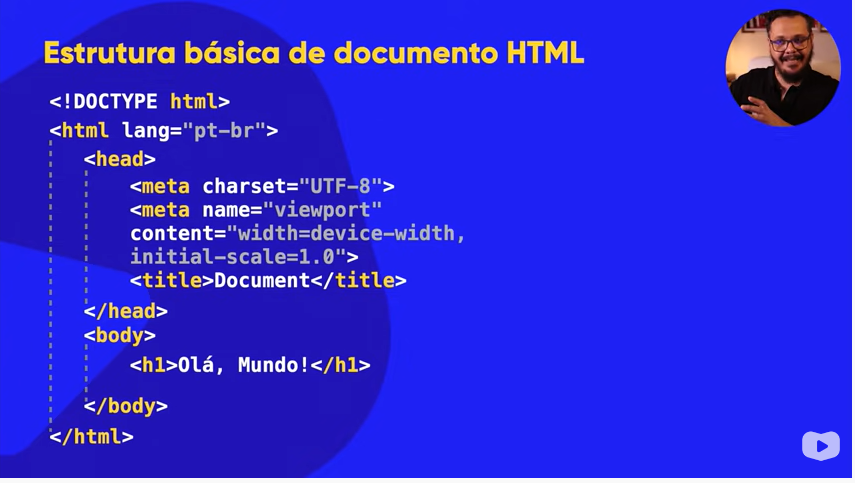 Estrutura básica de documento HTML
<!DOCTYPE html>
<html lang="pt-br">
<head>
<meta charset="UTF-8">
<meta name="viewport"
content="width=device-width,
initial-scale=1.0">
<title>Document</title>
</head>
<body>
<h1>Olá, Mundo!</h1>
</body>
</html>